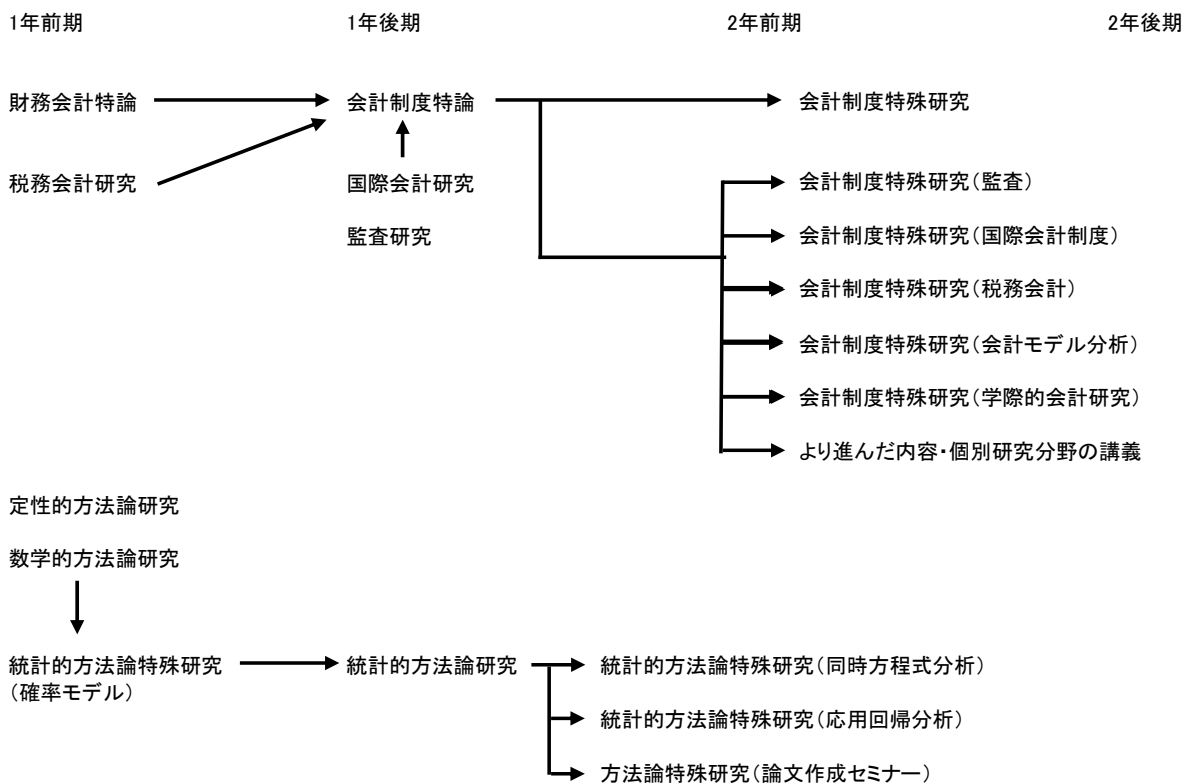 1年前期 1年後期 2年前期 2年後期
財務会計特論 会計制度特論 会計制度特殊研究
税務会計研究 国際会計研究 会計制度特殊研究(監査)
監査研究 会計制度特殊研究(国際会計制度)
会計制度特殊研究(税務会計)
会計制度特殊研究(会計モデル分析)
会計制度特殊研究(学際的会計研究)
より進んだ内容・個別研究分野の講義
定性的方法論研究
数学的方法論研究
統計的方法論特殊研究 統計的方法論研究 統計的方法論特殊研究(同時方程式分析)
(確率モデル)
統計的方法論特殊研究(応用回帰分析)
方法論特殊研究(論文作成セミナー)